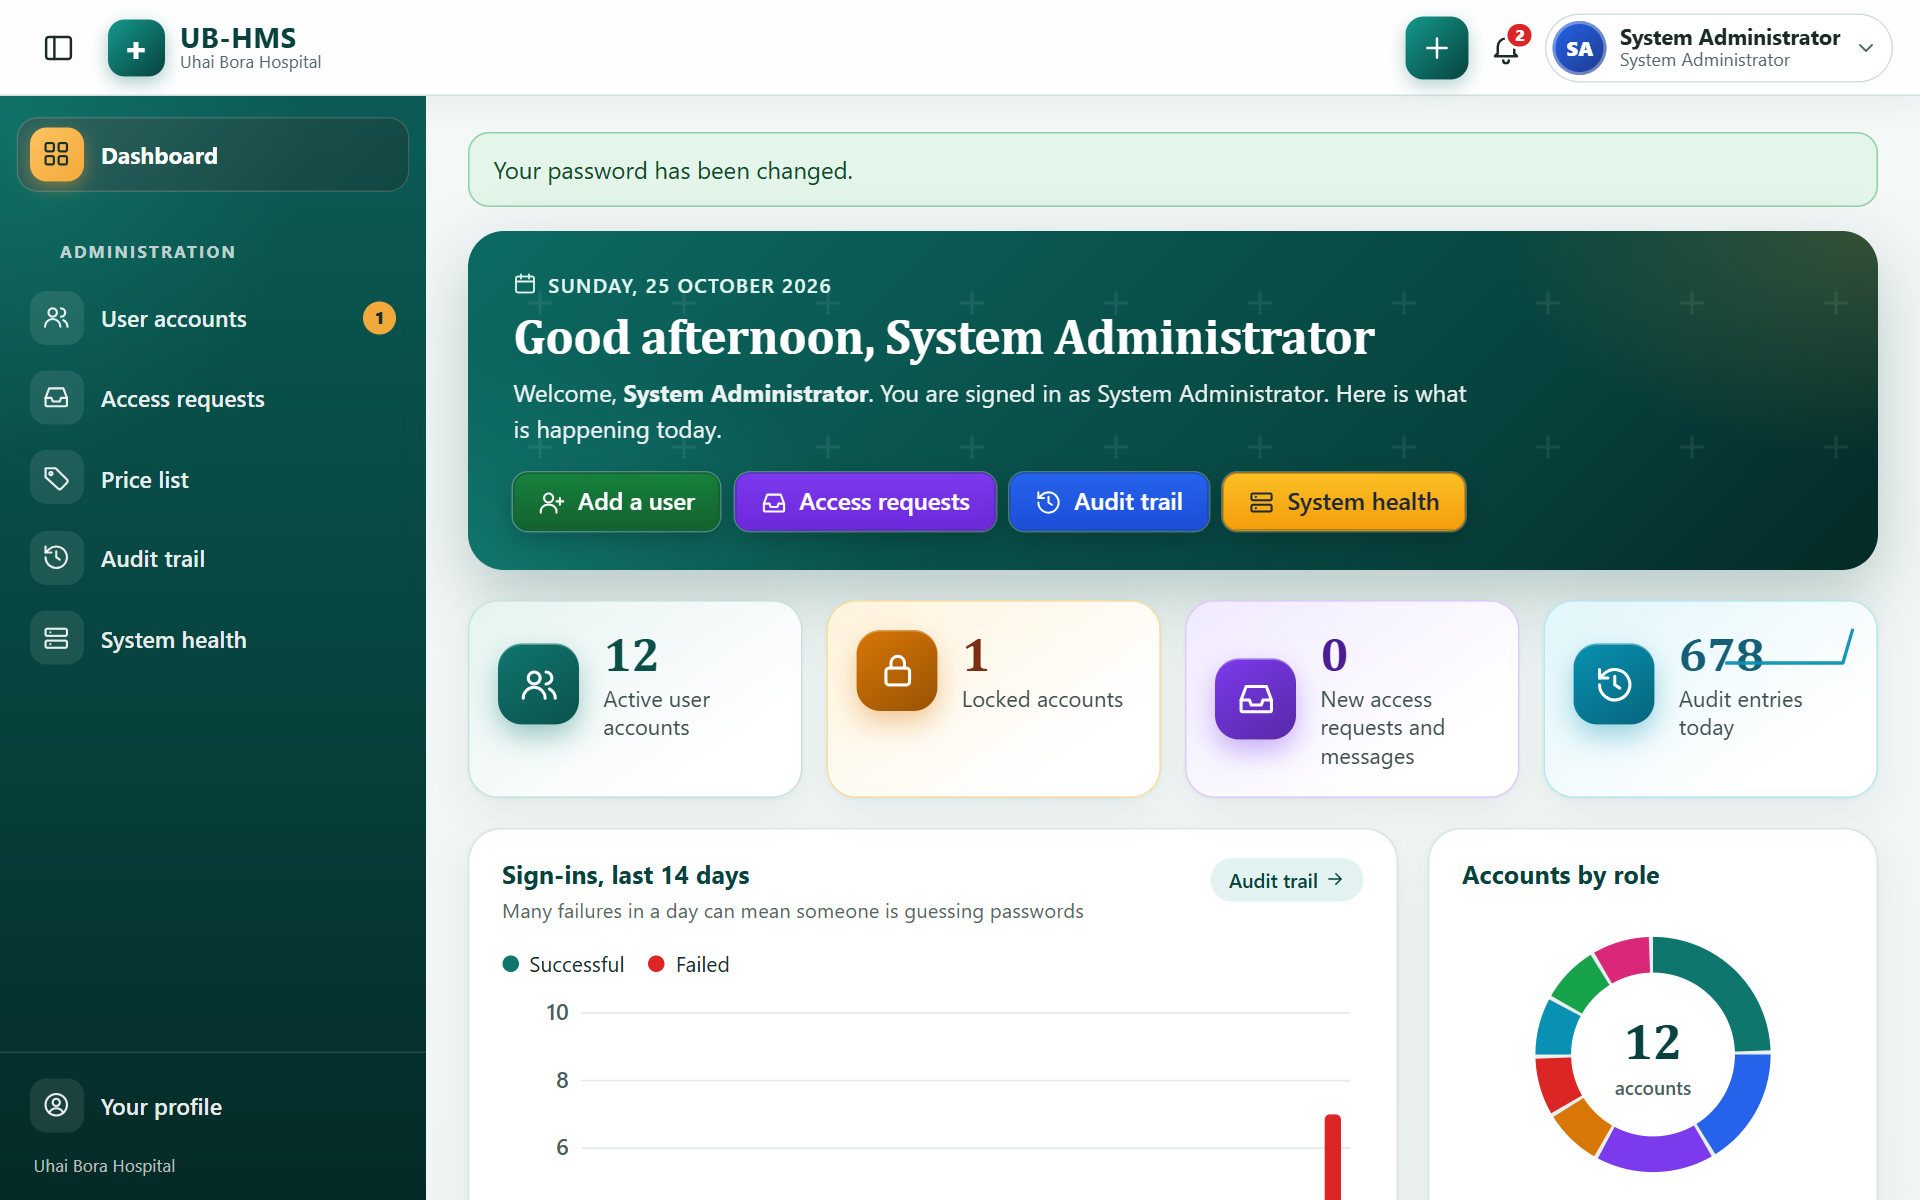 UB-HMS
Uhai Bora Hospital
2
SA
System Administrator
System Administrator
Dashboard
ADMINISTRATION
User accounts
1
Access requests
Price list
Audit trail
System health
Your profile
Uhai Bora Hospital
Your password has been changed.
SUNDAY, 25 OCTOBER 2026
Good afternoon, System Administrator
Welcome, System Administrator. You are signed in as System Administrator. Here is what
is happening today.
Add a user
Access requests
Audit trail
System health
12
Active user
accounts
1
Locked accounts
0
New access
requests and
messages
678
Audit entries
today
Sign-ins, last 14 days
Many failures in a day can mean someone is guessing passwords
Audit trail
Successful
Failed
10
8
6
Accounts by role
12
accounts